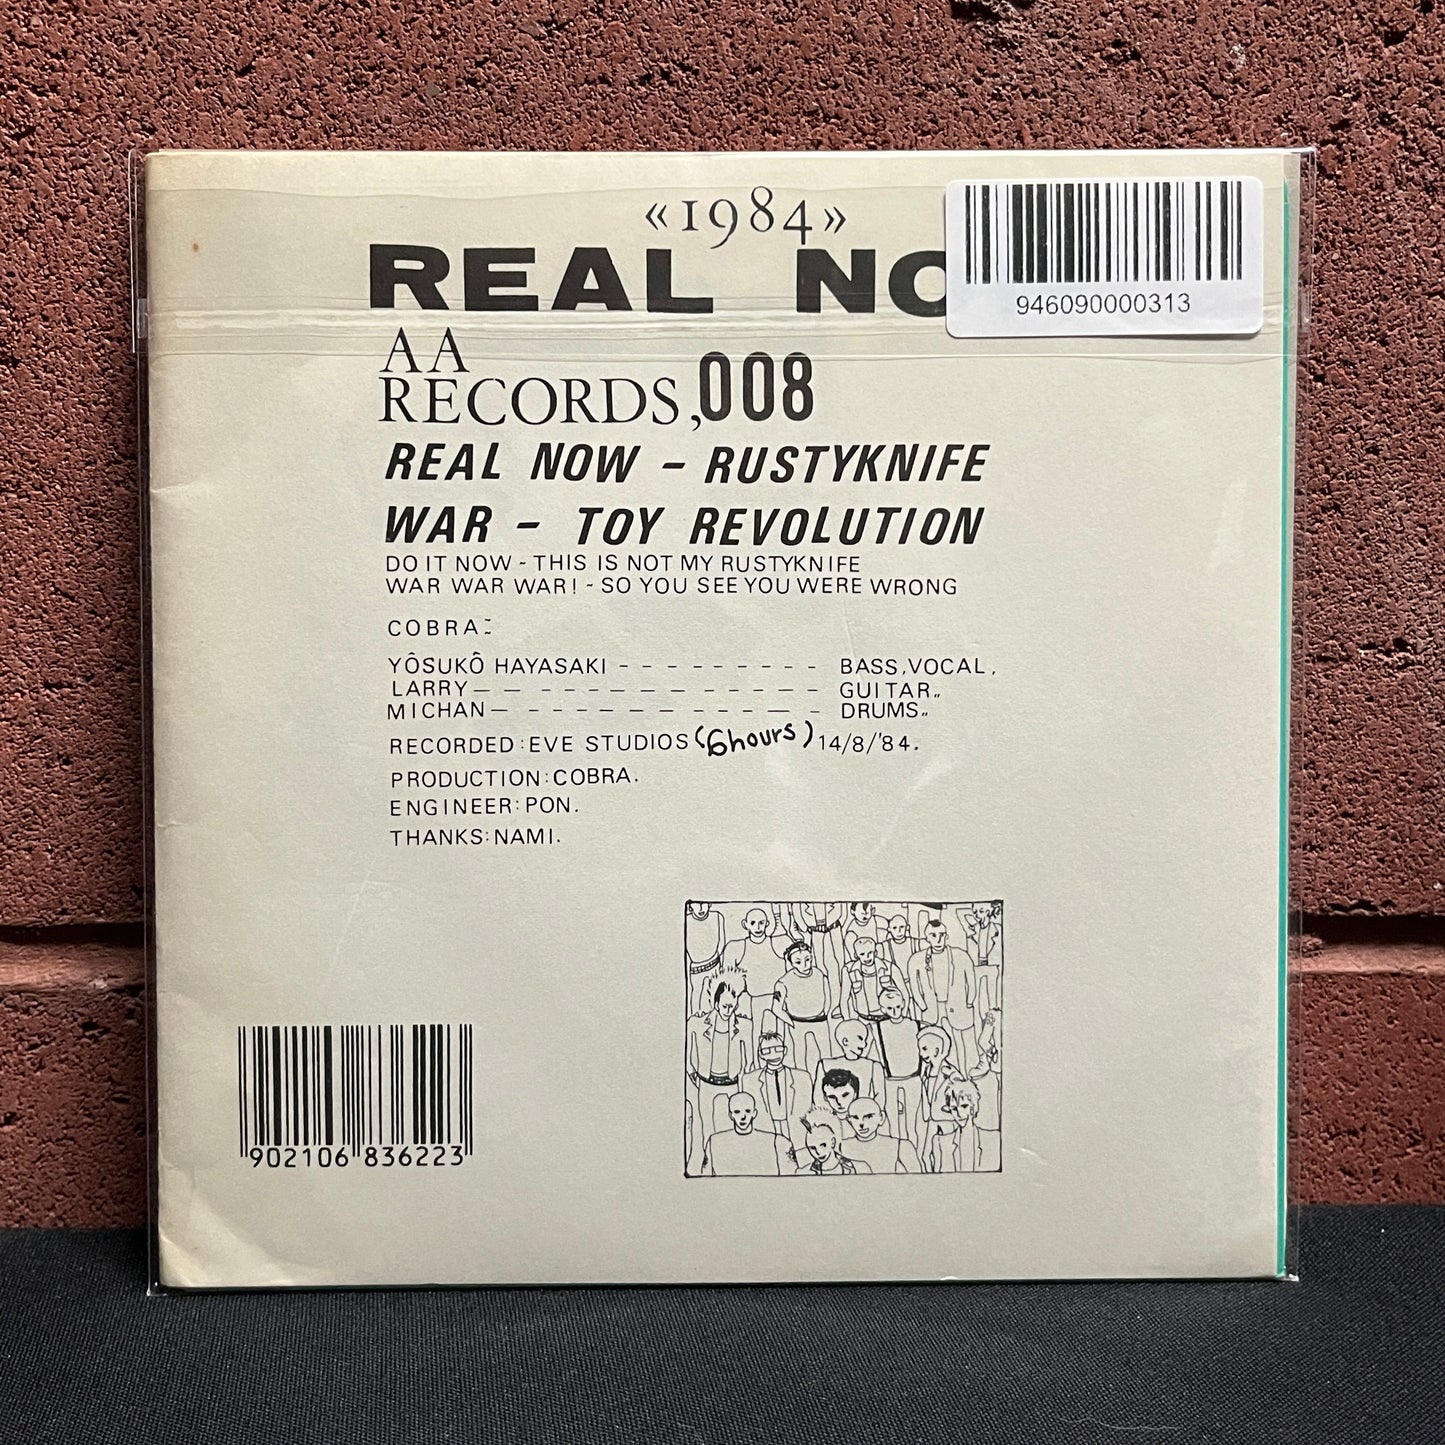 «1984»
REAL NO
946090000313
AA
RECORDS,008
REAL NOW - RUSTYKNIFE
WAR - TOY REVOLUTION
DO IT NOW - THIS IS NOT MY RUSTYKNIFE
WAR WAR WAR! - SO YOU SEE YOU WERE WRONG
COBRA:
YÔSUKÔ HAYASAKI - - - - - - - - - BASS,VOCAL,
LARRY - - - - - - - - - - - - GUITAR,,
MICHAN - - - - - - - - - - - - DRUMS,,
RECORDED:EVE STUDIOS (6hours) 14/8/'84.
PRODUCTION:COBRA.
ENGINEER:PON.
THANKS:NAMI.
902106 836223